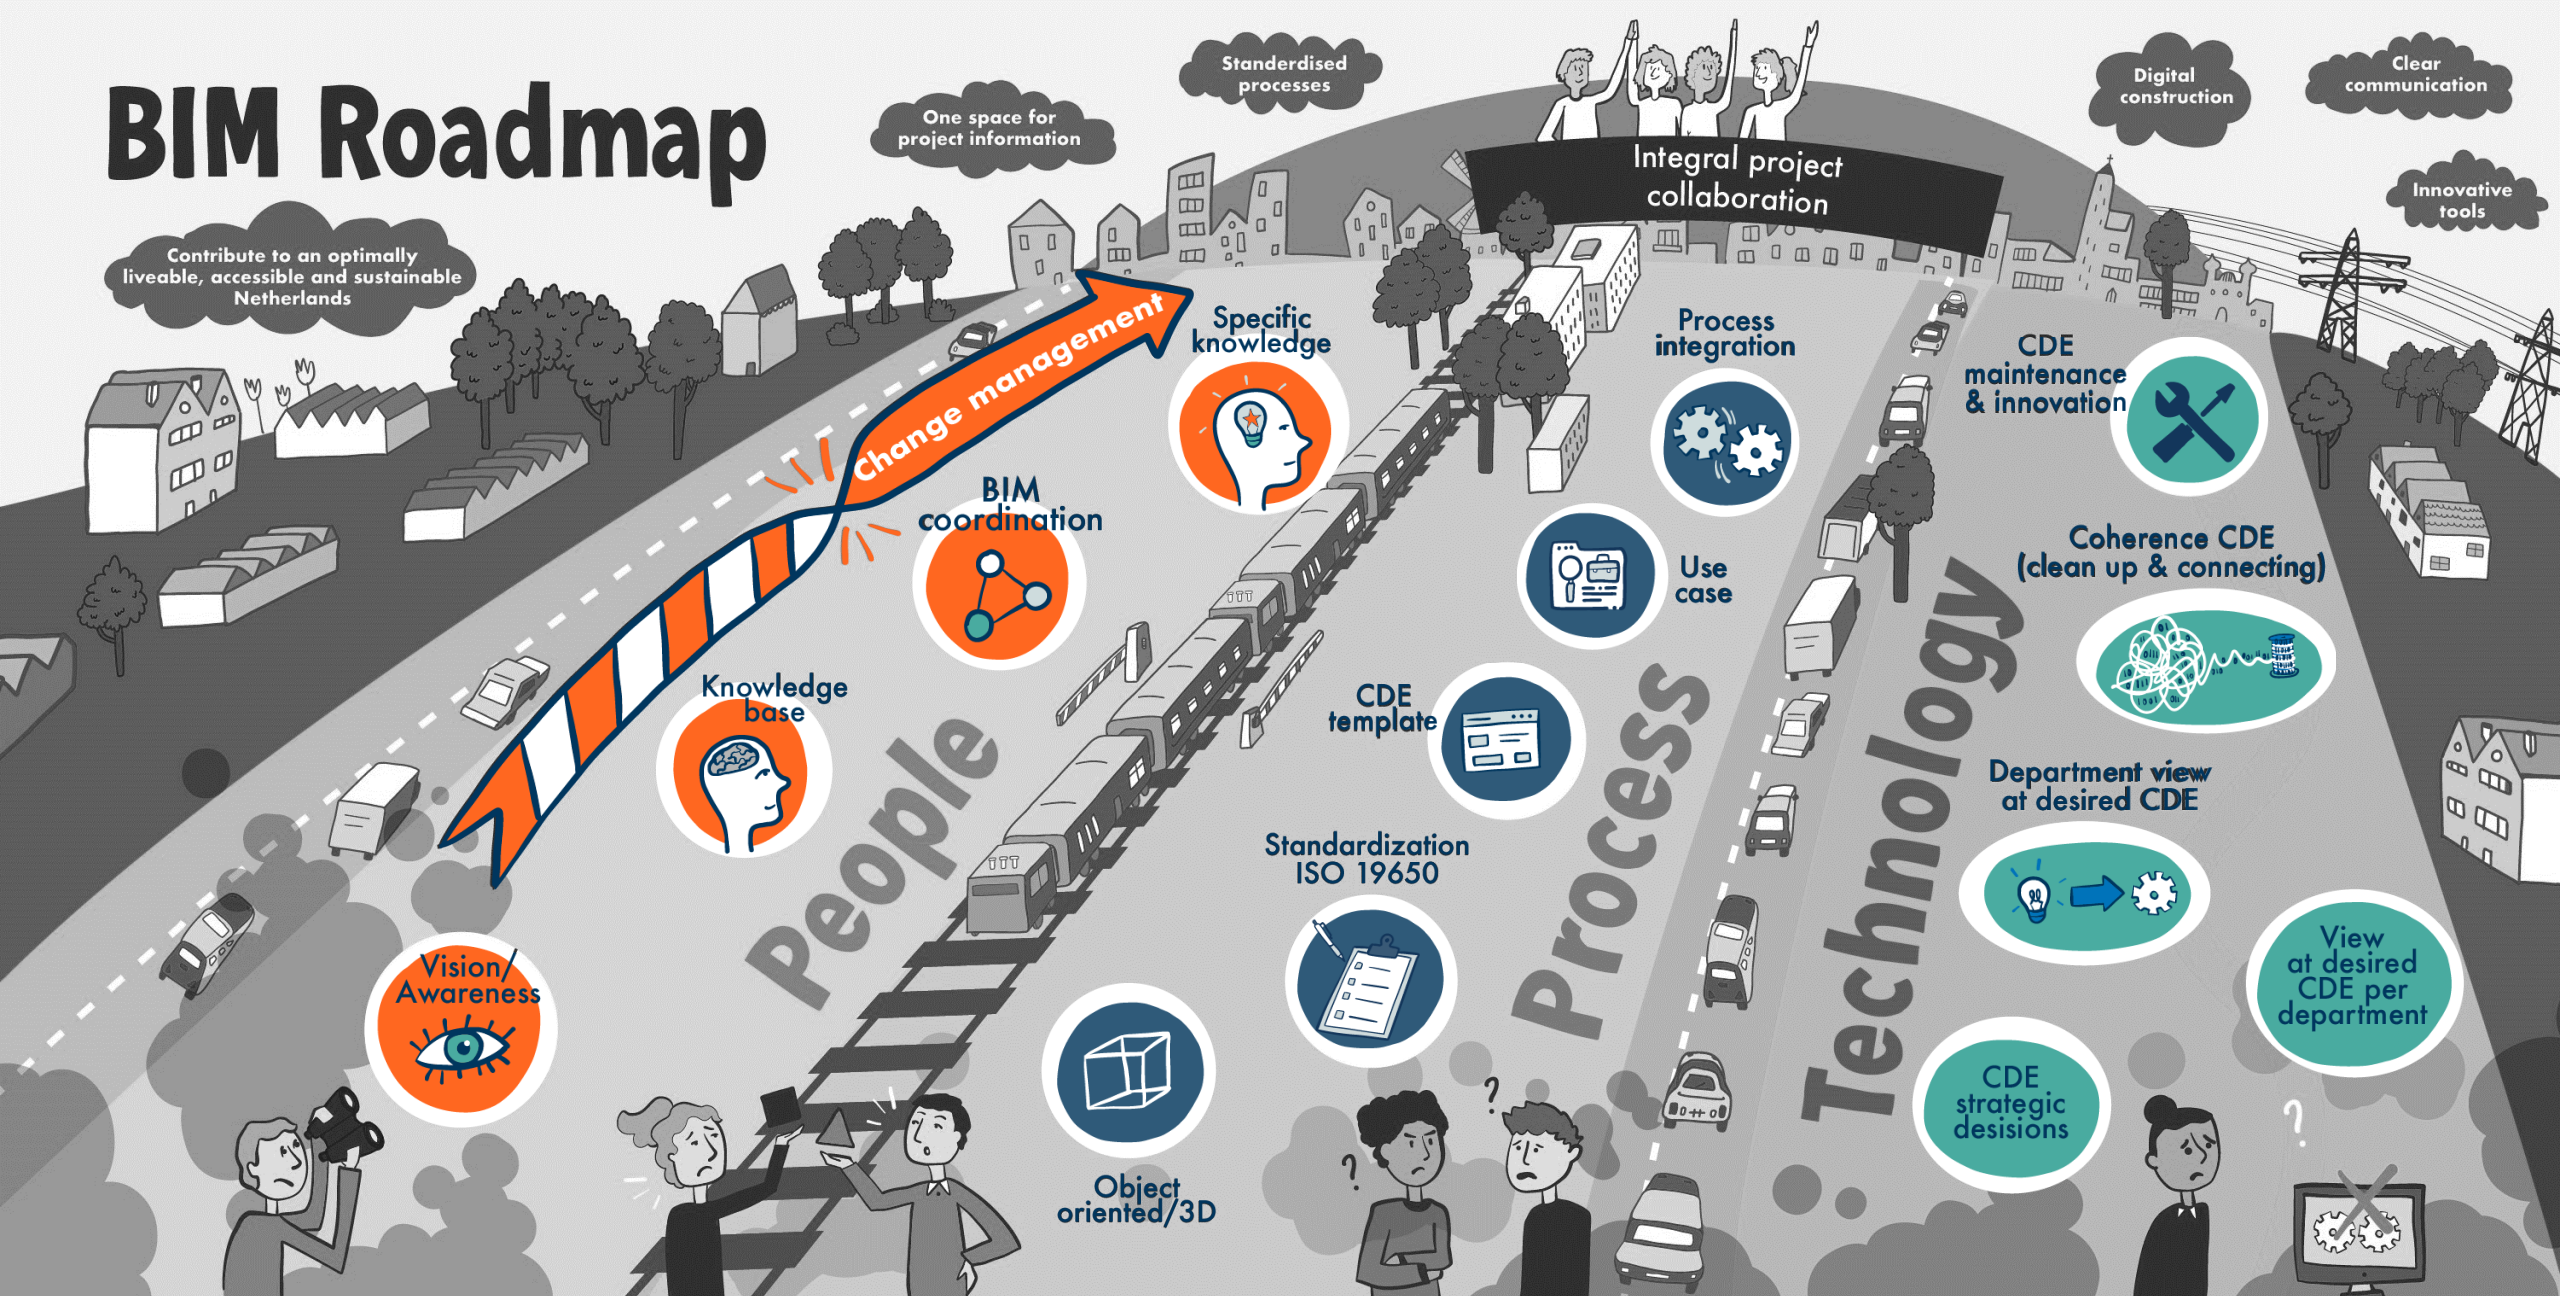 BIM Roadmap
Contribute to an optimally
liveable, accessible and sustainable
Netherlands
One space for
project information
Standerdised
processes
Integral project
collaboration
Digital
construction
Clear
communication
Innovative
tools
Change management
Specific
knowledge
BIM
coordination
Knowledge
base
Vision/
Awareness
People
Process
integration
Use
case
CDE
template
Standardization
ISO 19650
Object
oriented/3D
Process
CDE
maintenance
& innovation
Coherence CDE
(clean up & connecting)
Department view
at desired CDE
View
at desired
CDE per
department
CDE
strategic
desisions
Technology
?
?
?